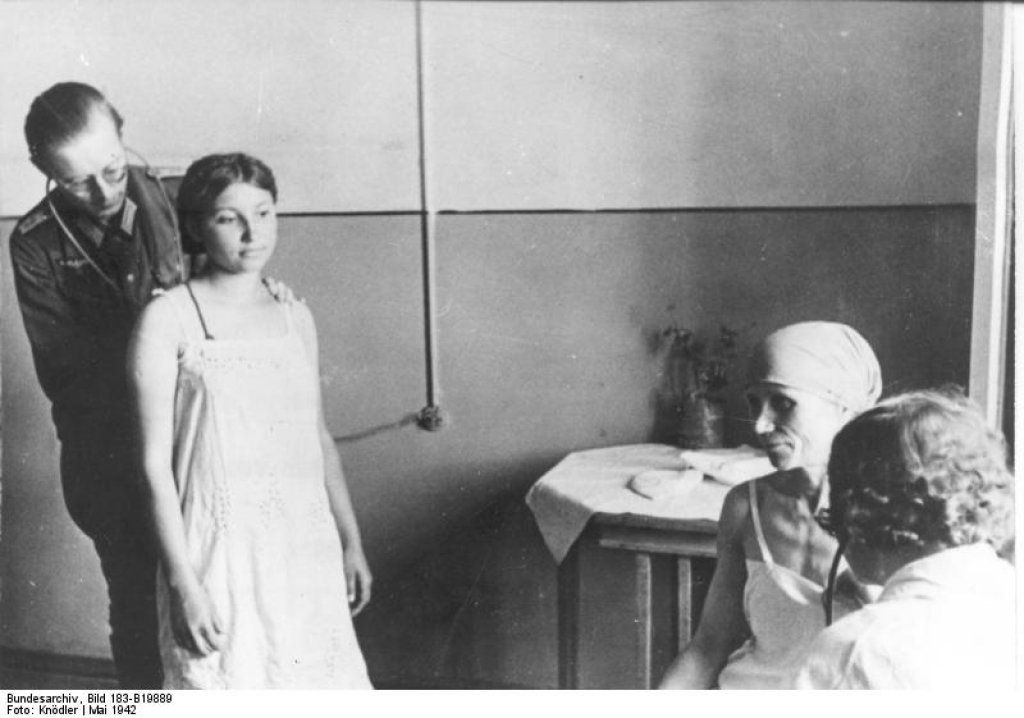 Bundesarchiv, Bild 183-B19889
Foto: Knödler | Mai 1942